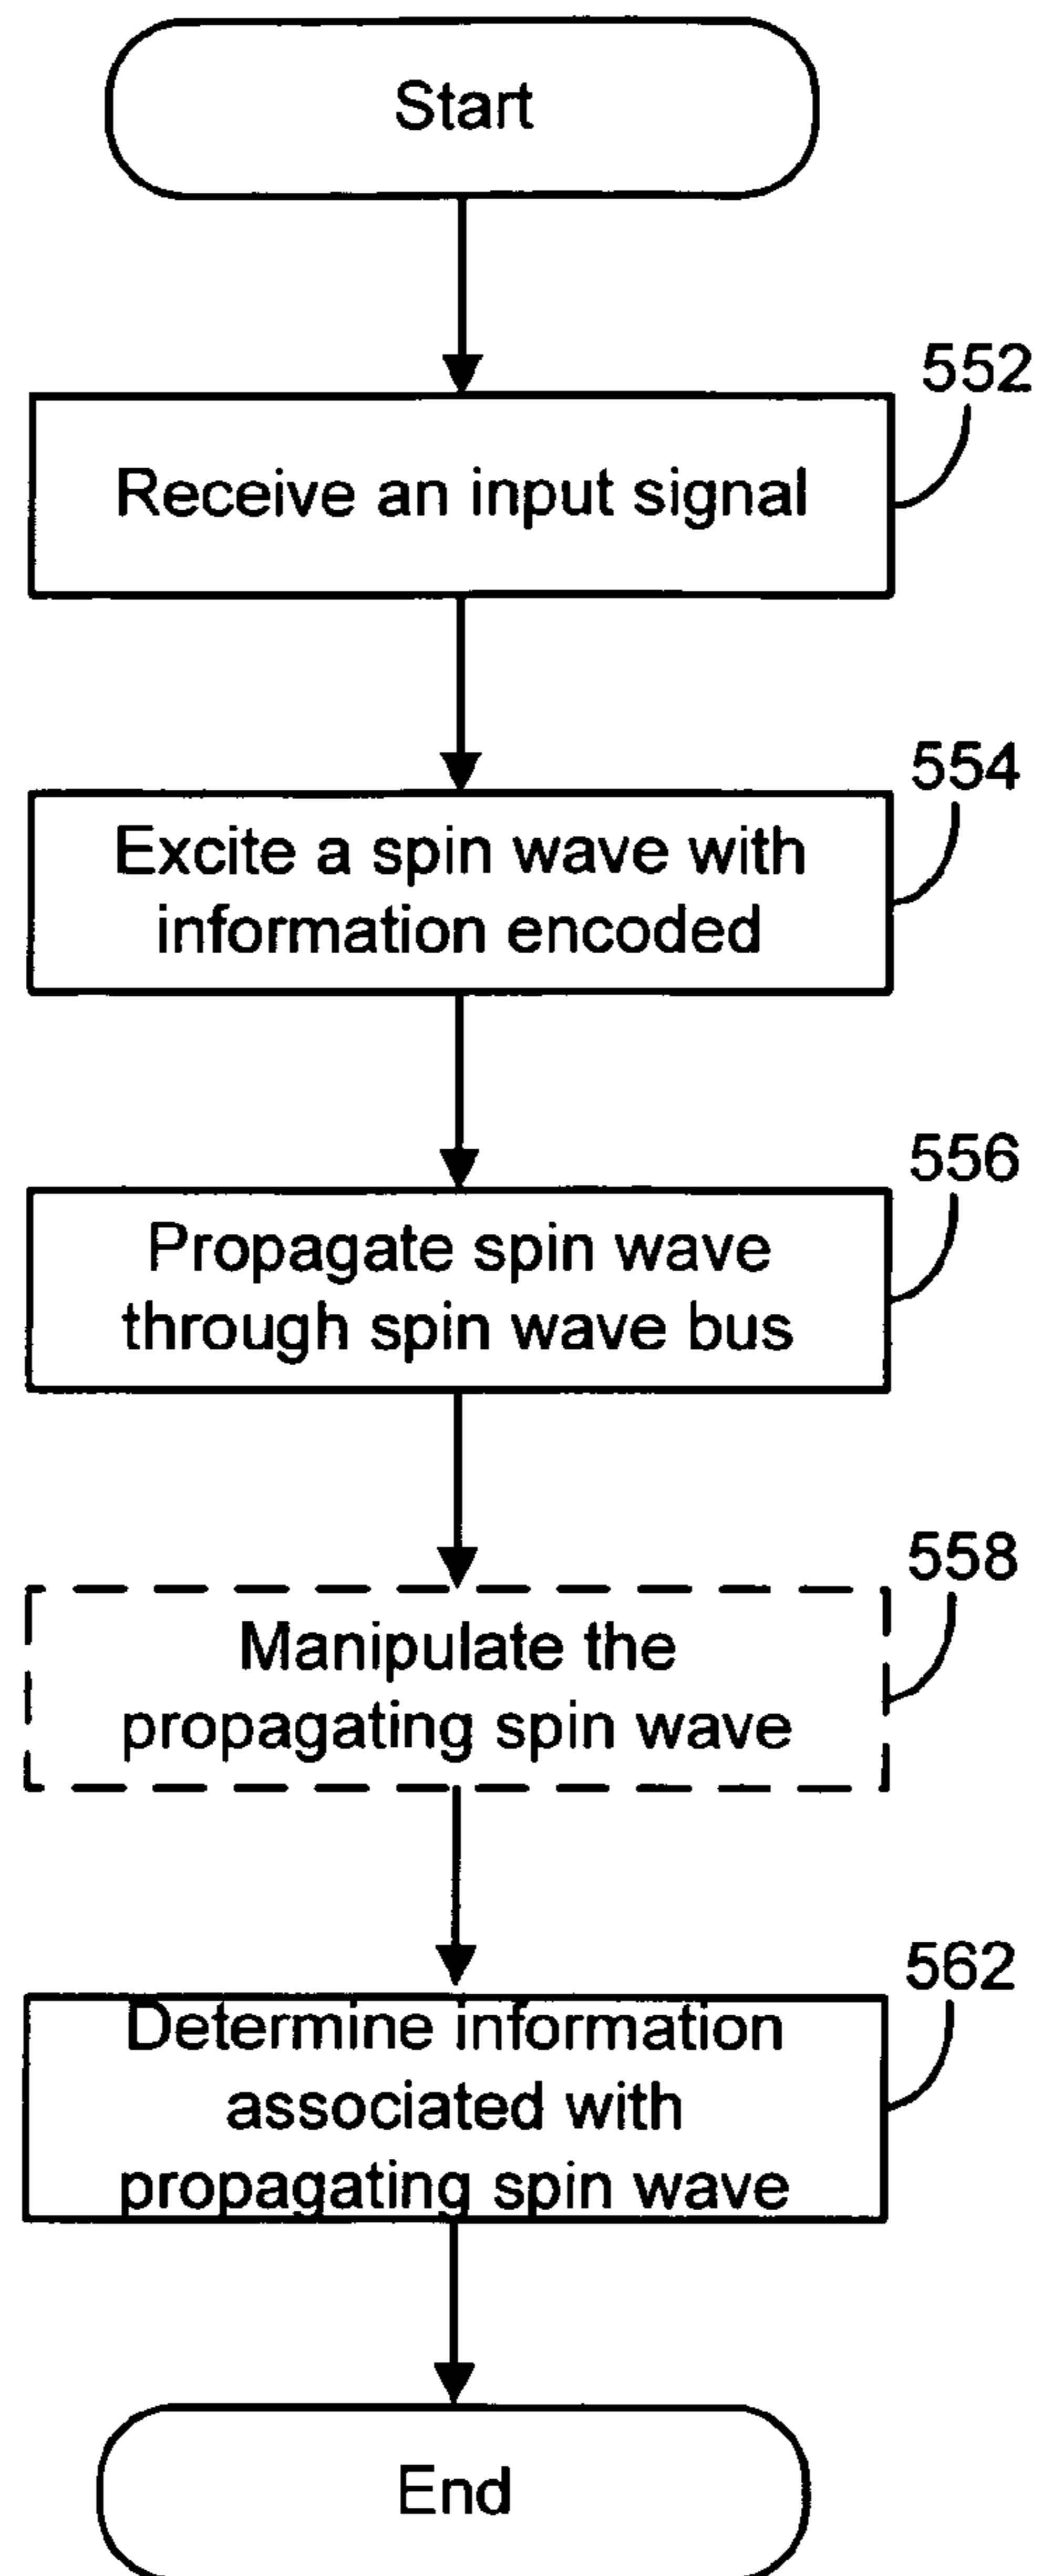 Start
552
Receive an input signal
554
Excite a spin wave with
information encoded
556
Propagate spin wave
through spin wave bus
558
Manipulate the
propagating spin wave
562
Determine information
associated with
propagating spin wave
End